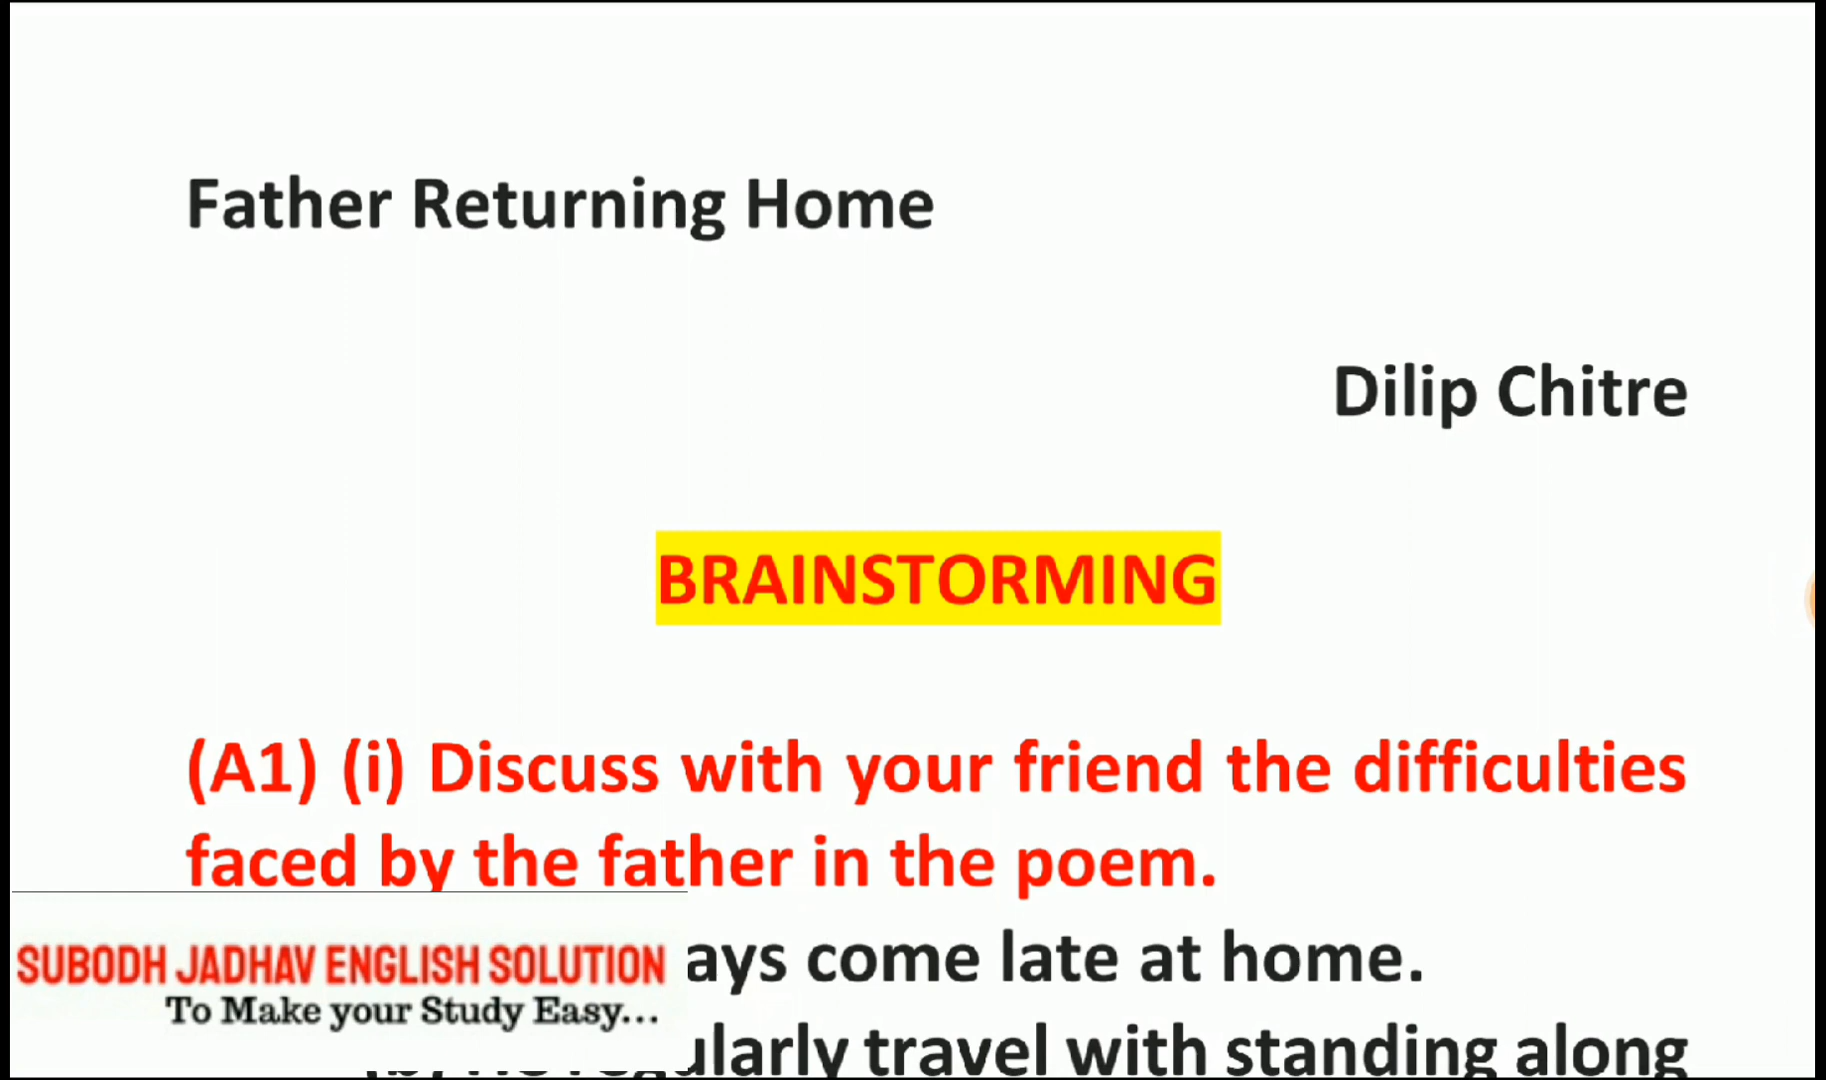 Father Returning Home
Dilip Chitre
BRAINSTORMING
(A1) (i) Discuss with your friend the difficulties
faced by the father in the poem.
ays come late at home.
SUBODH JADHAV ENGLISH SOLUTION
To Make your Study Easy...
ularly travel with standing along